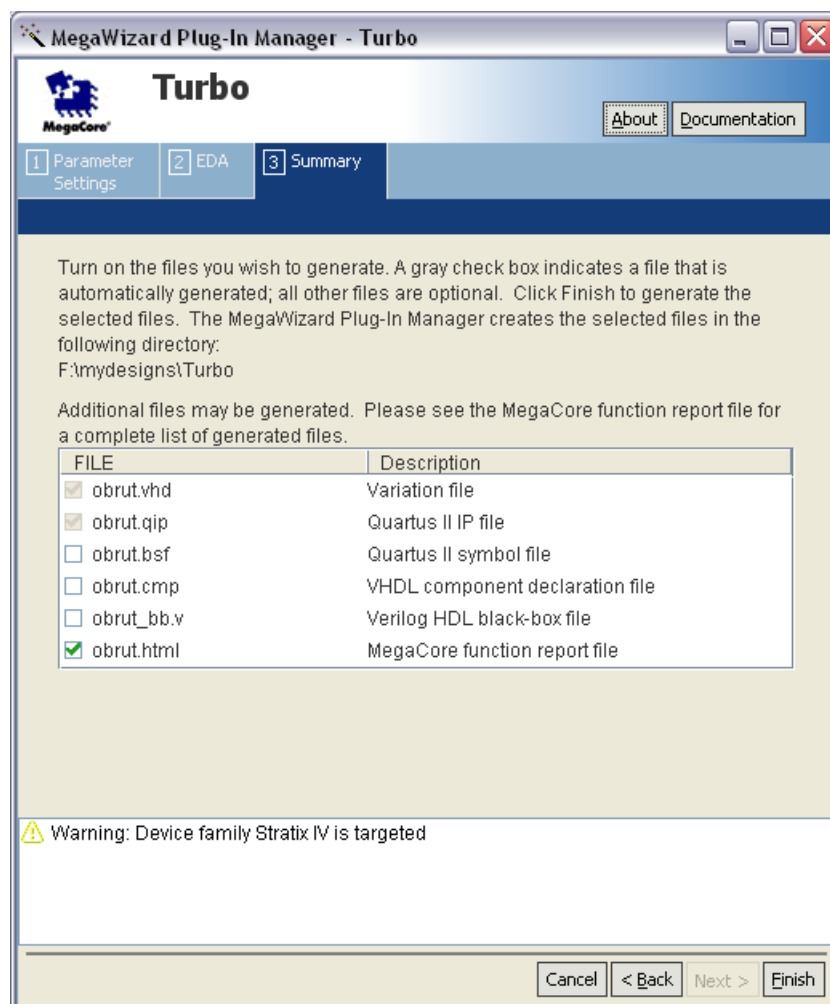 MegaWizard Plug-In Manager - Turbo
Turbo
MegaCore®
About
Documentation
1 Parameter
Settings
2 EDA
3 Summary
Turn on the files you wish to generate. A gray check box indicates a file that is
automatically generated; all other files are optional.  Click Finish to generate the
selected files.  The MegaWizard Plug-In Manager creates the selected files in the
following directory:
F:\mydesigns\Turbo
Additional files may be generated.  Please see the MegaCore function report file for
a complete list of generated files.
FILE Description
obrut.vhd Variation file
obrut.qip Quartus II IP file
obrut.bsf Quartus II symbol file
obrut.cmp VHDL component declaration file
obrut_bb.v Verilog HDL black-box file
obrut.html MegaCore function report file
Warning: Device family Stratix IV is targeted
Cancel < Back Next > Finish